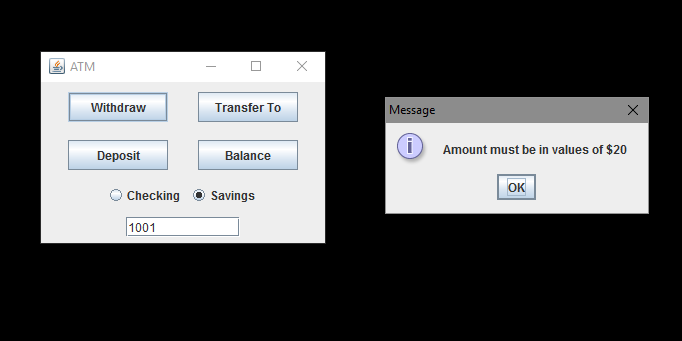 ATM
Withdraw Transfer To
Deposit Balance
Checking Savings
1001
Message
Amount must be in values of $20
OK